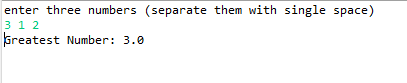 enter three numbers (separate them with single space)
3 1 2
Greatest Number: 3.0